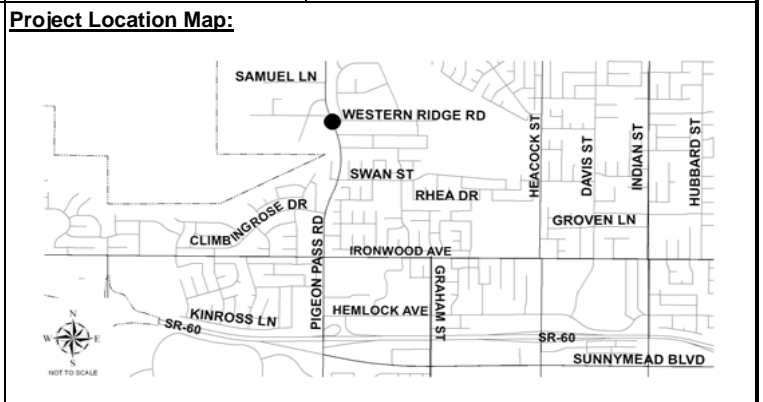 Project Location Map:
SAMUEL LN
WESTERN RIDGE RD
SWAN ST
RHEA DR
HEACOCK ST
DAVIS ST
INDIAN ST
HUBBARD ST
CLIMBINGROSE DR
GROVEN LN
PIGEON PASS RD
IRONWOOD AVE
GRAHAM ST
KINROSS LN
HEMLOCK AVE
SR-60
SR-60
SUNNYMEAD BLVD
N
W
E
S
NOT TO SCALE